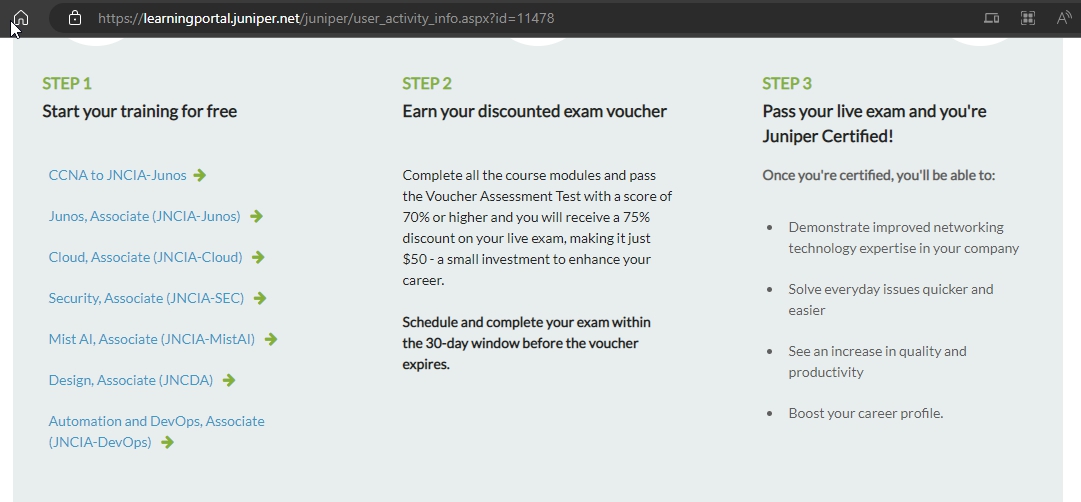 https://learningportal.juniper.net/juniper/user_activity_info.aspx?id=11478
STEP 1
Start your training for free
CCNA to JNCIA-Junos
Junos, Associate (JNCIA-Junos)
Cloud, Associate (JNCIA-Cloud)
Security, Associate (JNCIA-SEC)
Mist AI, Associate (JNCIA-MistAI)
Design, Associate (JNCDA)
Automation and DevOps, Associate
(JNCIA-DevOps)
STEP 2
Earn your discounted exam voucher
Complete all the course modules and pass
the Voucher Assessment Test with a score of
70% or higher and you will receive a 75%
discount on your live exam, making it just
$50 - a small investment to enhance your
career.
Schedule and complete your exam within
the 30-day window before the voucher
expires.
STEP 3
Pass your live exam and you're
Juniper Certified!
Once you're certified, you'll be able to:
• Demonstrate improved networking
technology expertise in your company
• Solve everyday issues quicker and
easier
• See an increase in quality and
productivity
• Boost your career profile.